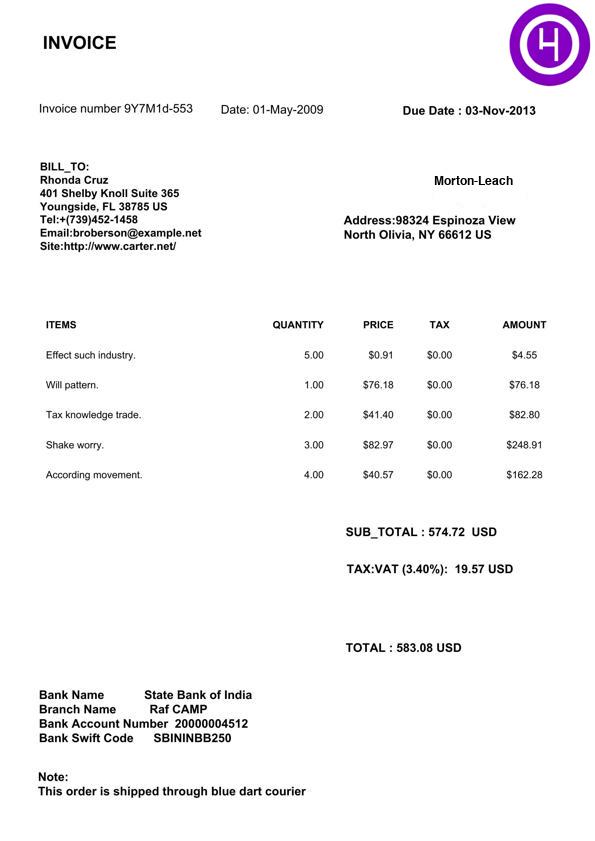 INVOICE
Invoice number 9Y7M1d-553 Date: 01-May-2009 Due Date : 03-Nov-2013
BILL_TO:
Rhonda Cruz
401 Shelby Knoll Suite 365
Youngside, FL 38785 US
Tel:+(739)452-1458
Email:broberson@example.net
Site:http://www.carter.net/
Morton-Leach
Address:98324 Espinoza View
North Olivia, NY 66612 US
ITEMS QUANTITY PRICE TAX AMOUNT
Effect such industry. 5.00 $0.91 $0.00 $4.55
Will pattern. 1.00 $76.18 $0.00 $76.18
Tax knowledge trade. 2.00 $41.40 $0.00 $82.80
Shake worry. 3.00 $82.97 $0.00 $248.91
According movement. 4.00 $40.57 $0.00 $162.28
SUB_TOTAL : 574.72 USD
TAX:VAT (3.40%): 19.57 USD
TOTAL : 583.08 USD
Bank Name State Bank of India
Branch Name Raf CAMP
Bank Account Number 20000004512
Bank Swift Code SBININBB250
Note:
This order is shipped through blue dart courier